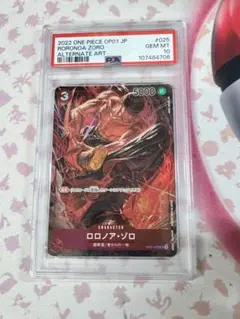 2022 ONE PIECE OP01 JP #025
RORONOA ZORO GEM MT
ALTERNATE ART 10
PSA 107484706
3 5000
CHARACTER
ロロノア・ゾロ